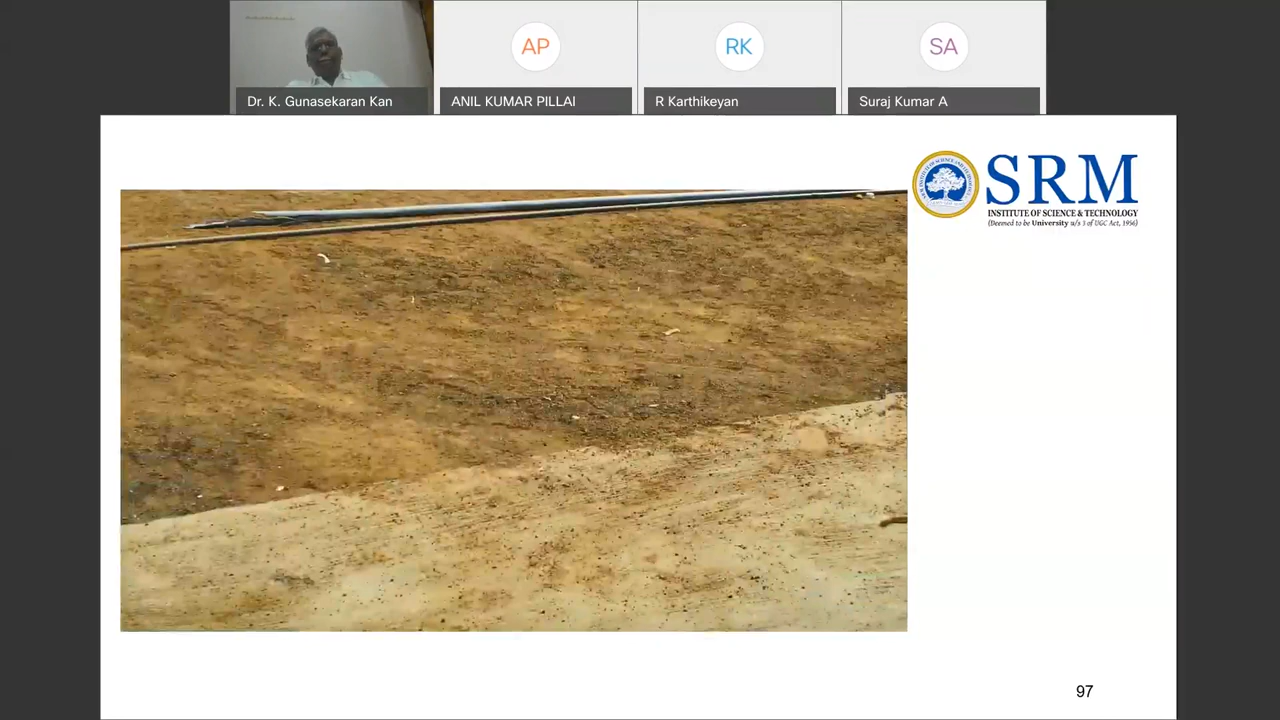 AP
RK
SA
Dr. K. Gunasekaran Kan
ANIL KUMAR PILLAI
R Karthikeyan
Suraj Kumar A
SRM
INSTITUTE OF SCIENCE & TECHNOLOGY
(Deemed to be University u/s 3 of UGC Act, 1956)
97